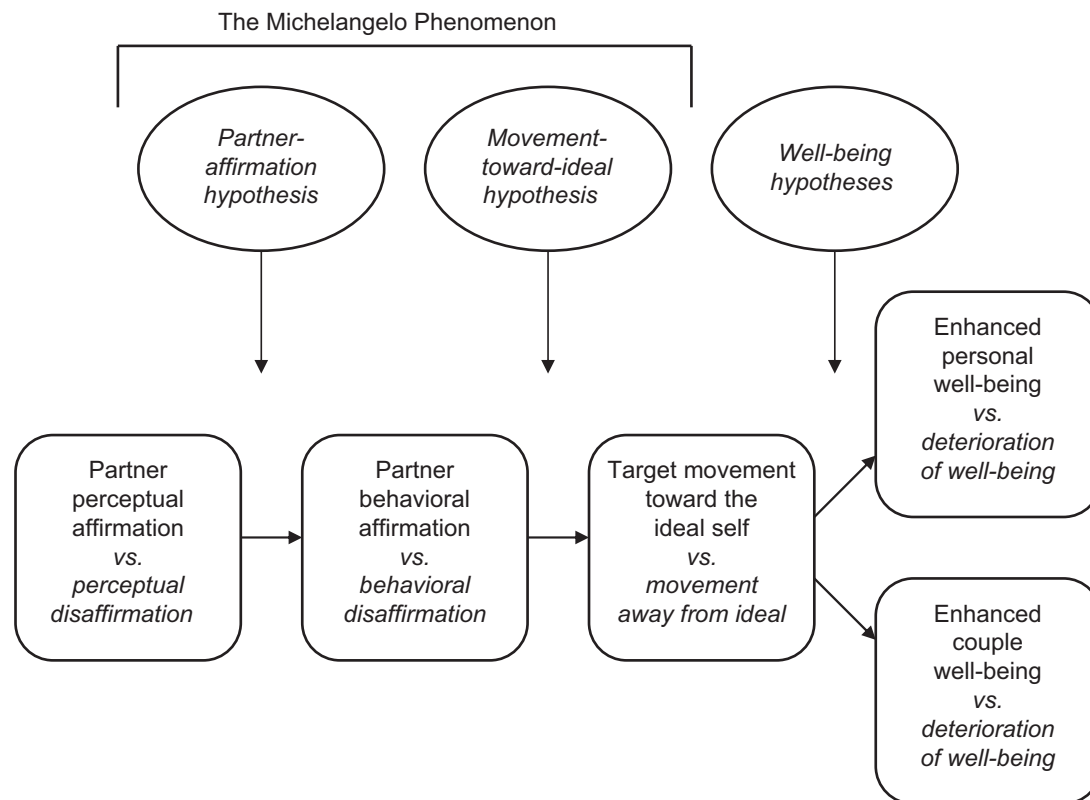 The Michelangelo Phenomenon
Partner-
affirmation
hypothesis
Movement-
toward-ideal
hypothesis
Well-being
hypotheses
Partner
perceptual
affirmation
vs.
perceptual
disaffirmation
Partner
behavioral
affirmation
vs.
behavioral
disaffirmation
Target movement
toward the
ideal self
vs.
movement
away from ideal
Enhanced
personal
well-being
vs.
deterioration
of well-being
Enhanced
couple
well-being
vs.
deterioration
of well-being